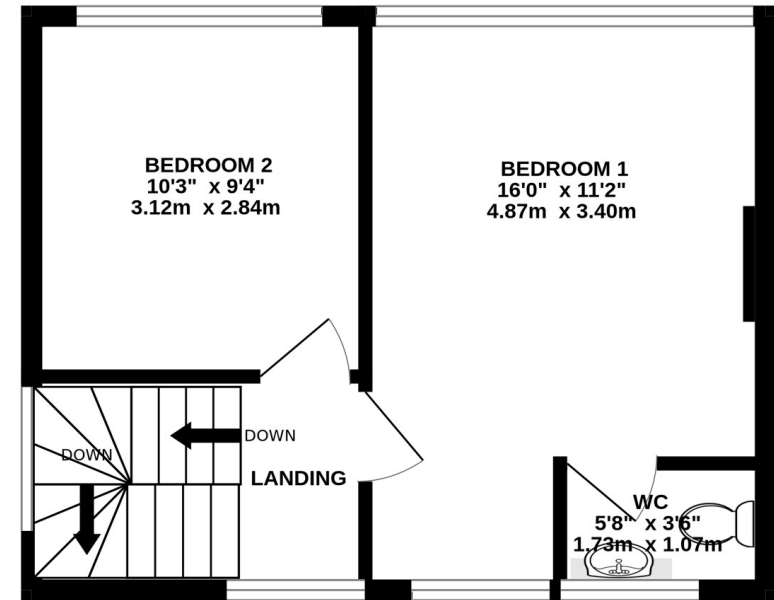 BEDROOM 2
10'3" x 9'4"
3.12m x 2.84m
BEDROOM 1
16'0" x 11'2"
4.87m x 3.40m
DOWN
DOWN
LANDING
WC
5'8" x 3'6"
1.73m x 1.07m